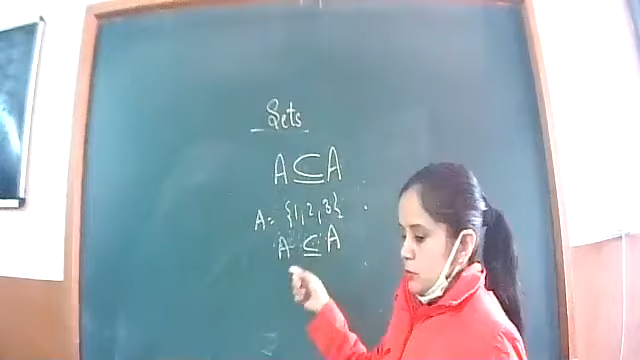 Sets
A ⊆ A
A = {1, 2, 3}
A ⊆ A